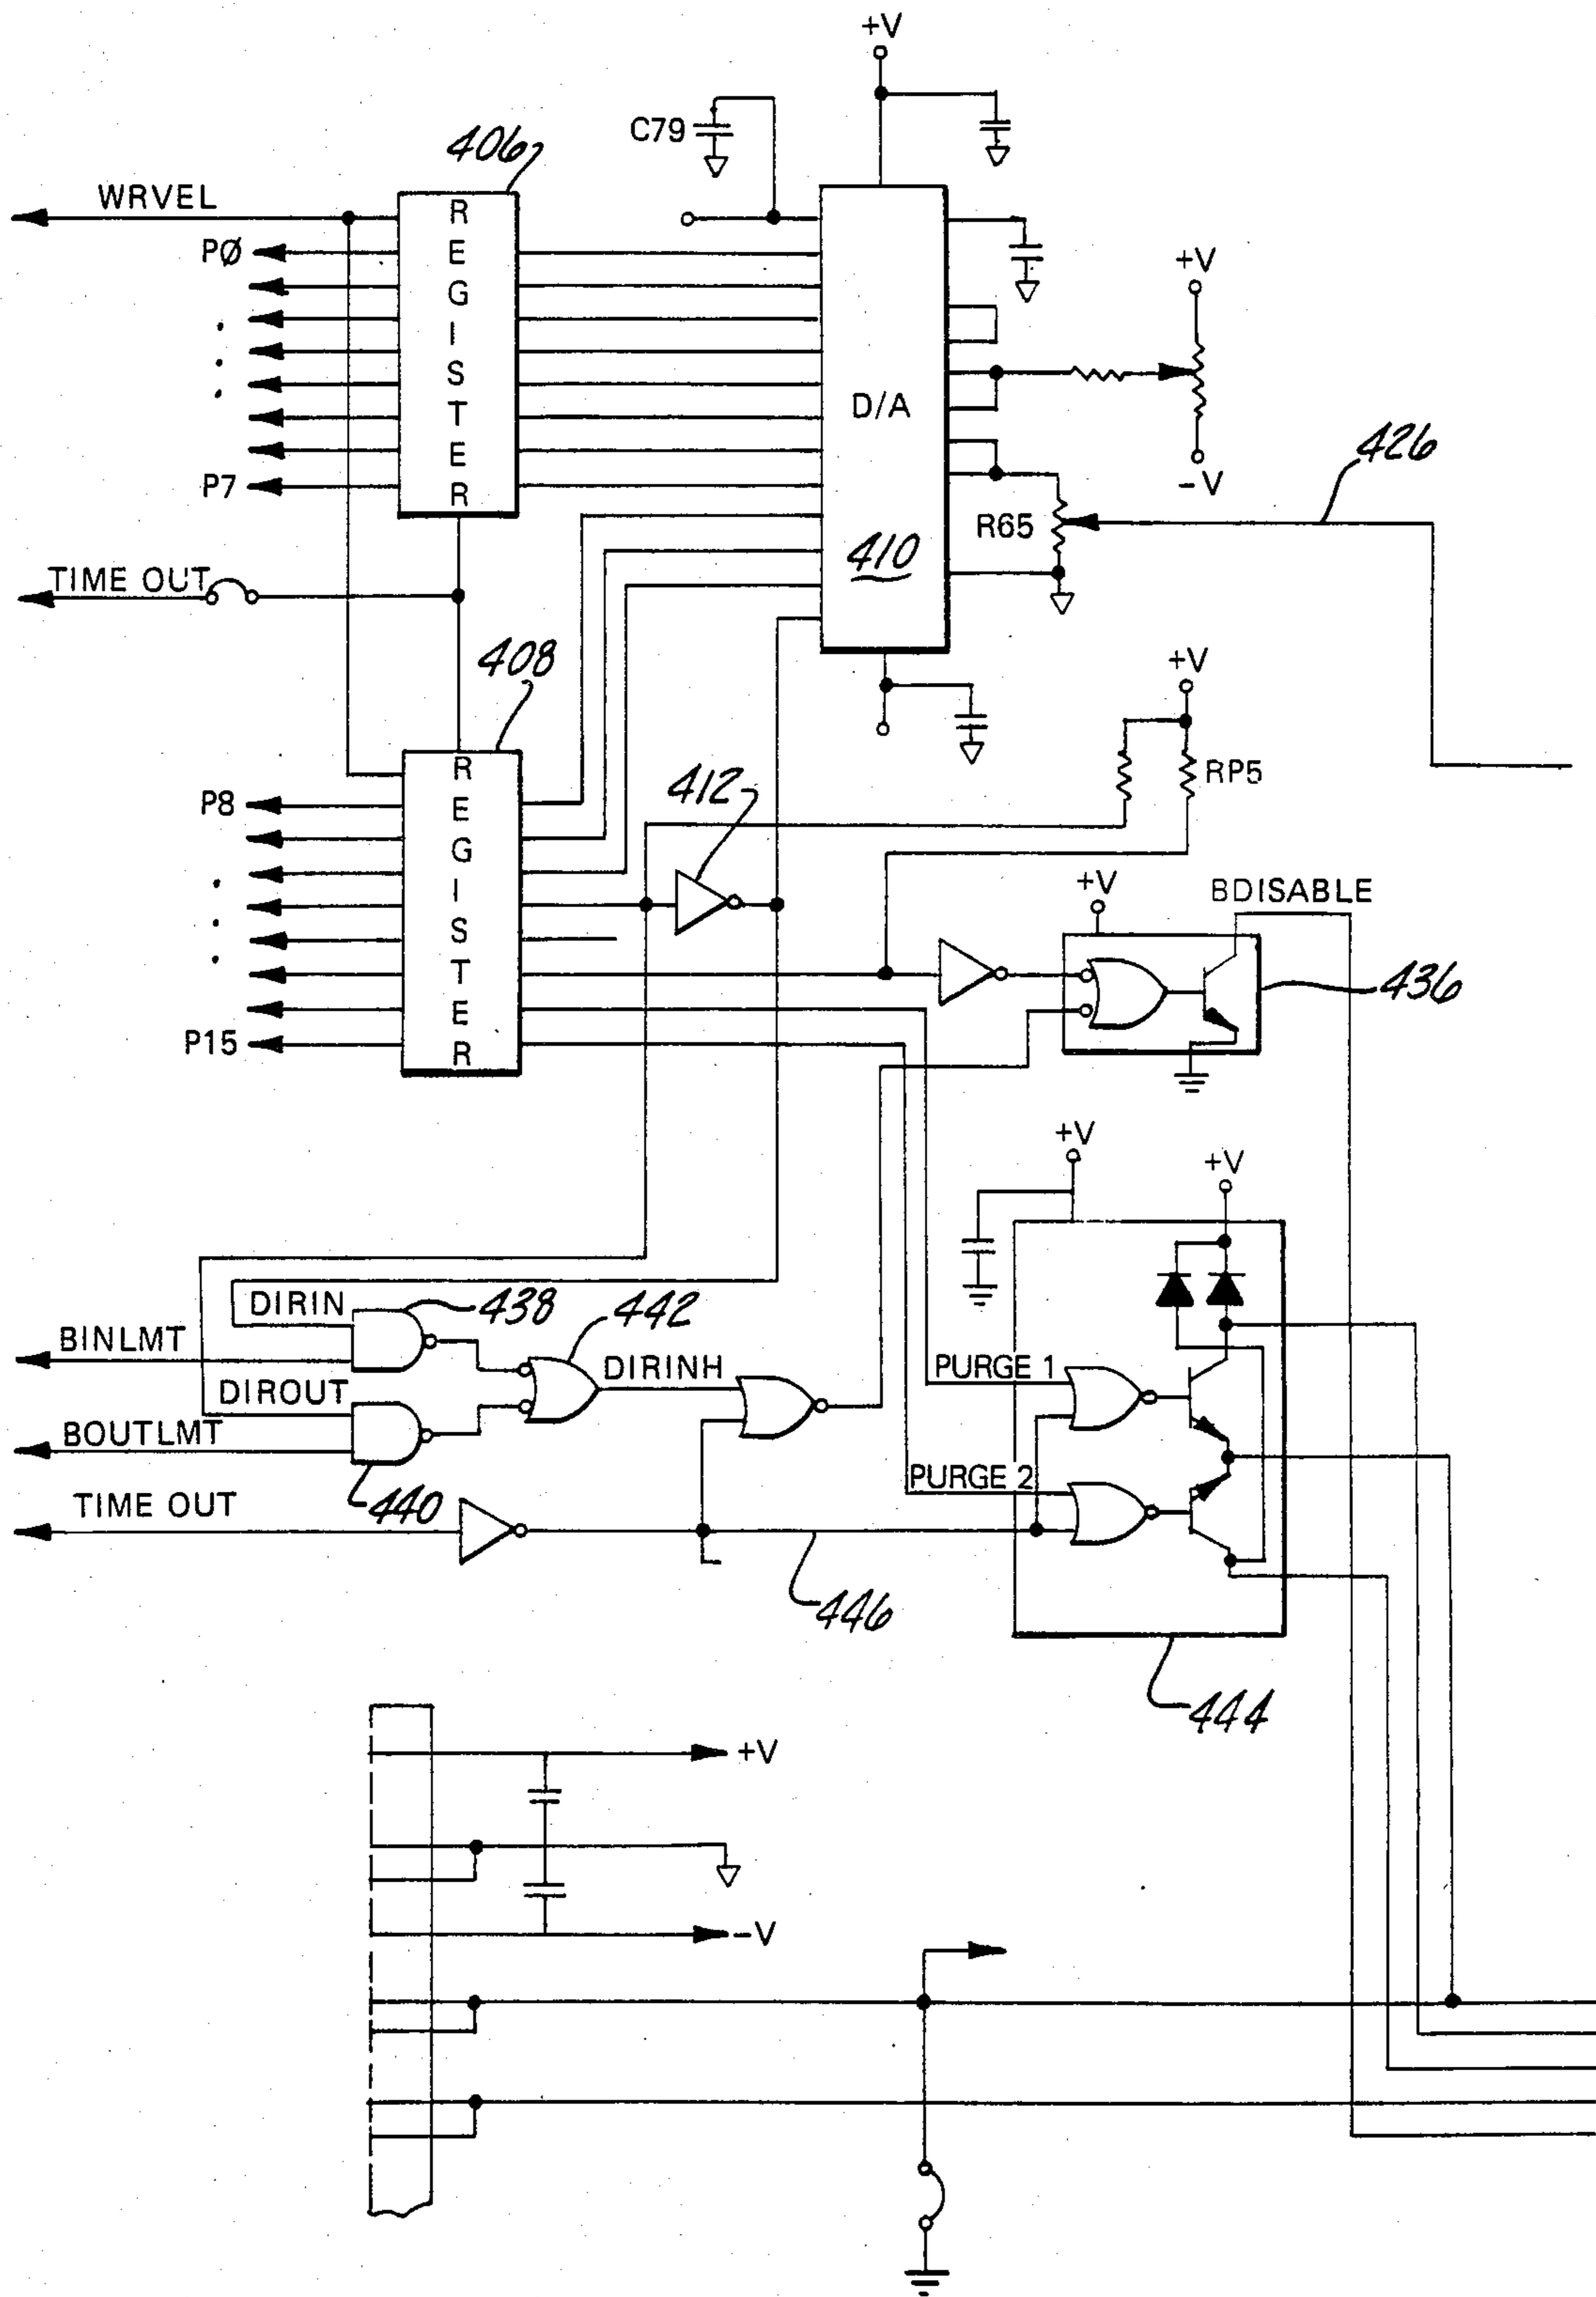 +V
C79
406
WRVEL
R
E
G
I
S
T
E
R
PØ
P7
+V
D/A
-V
426
R65
410
TIME OUT
408
+V
R
E
G
I
S
T
E
R
P8
412
RP5
+V
BDISABLE
436
P15
+V
+V
DIRIN
438
442
BINLMT
DIRINH
PURGE 1
DIROUT
BOUTLMT
PURGE 2
440
TIME OUT
446
444
+V
-V